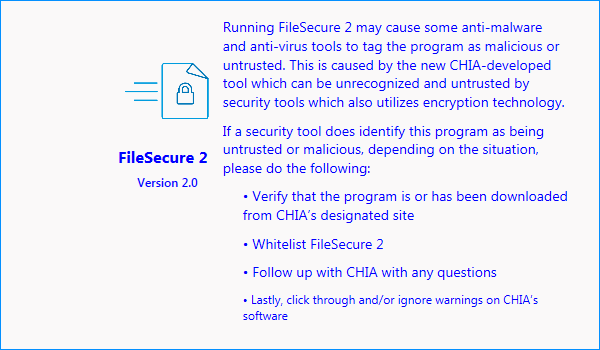 Running FileSecure 2 may cause some anti-malware
and anti-virus tools to tag the program as malicious or
untrusted. This is caused by the new CHIA-developed
tool which can be unrecognized and untrusted by
security tools which also utilizes encryption technology.
If a security tool does identify this program as being
untrusted or malicious, depending on the situation,
please do the following:
• Verify that the program is or has been downloaded
from CHIA's designated site
• Whitelist FileSecure 2
• Follow up with CHIA with any questions
• Lastly, click through and/or ignore warnings on CHIA's
software
FileSecure 2
Version 2.0